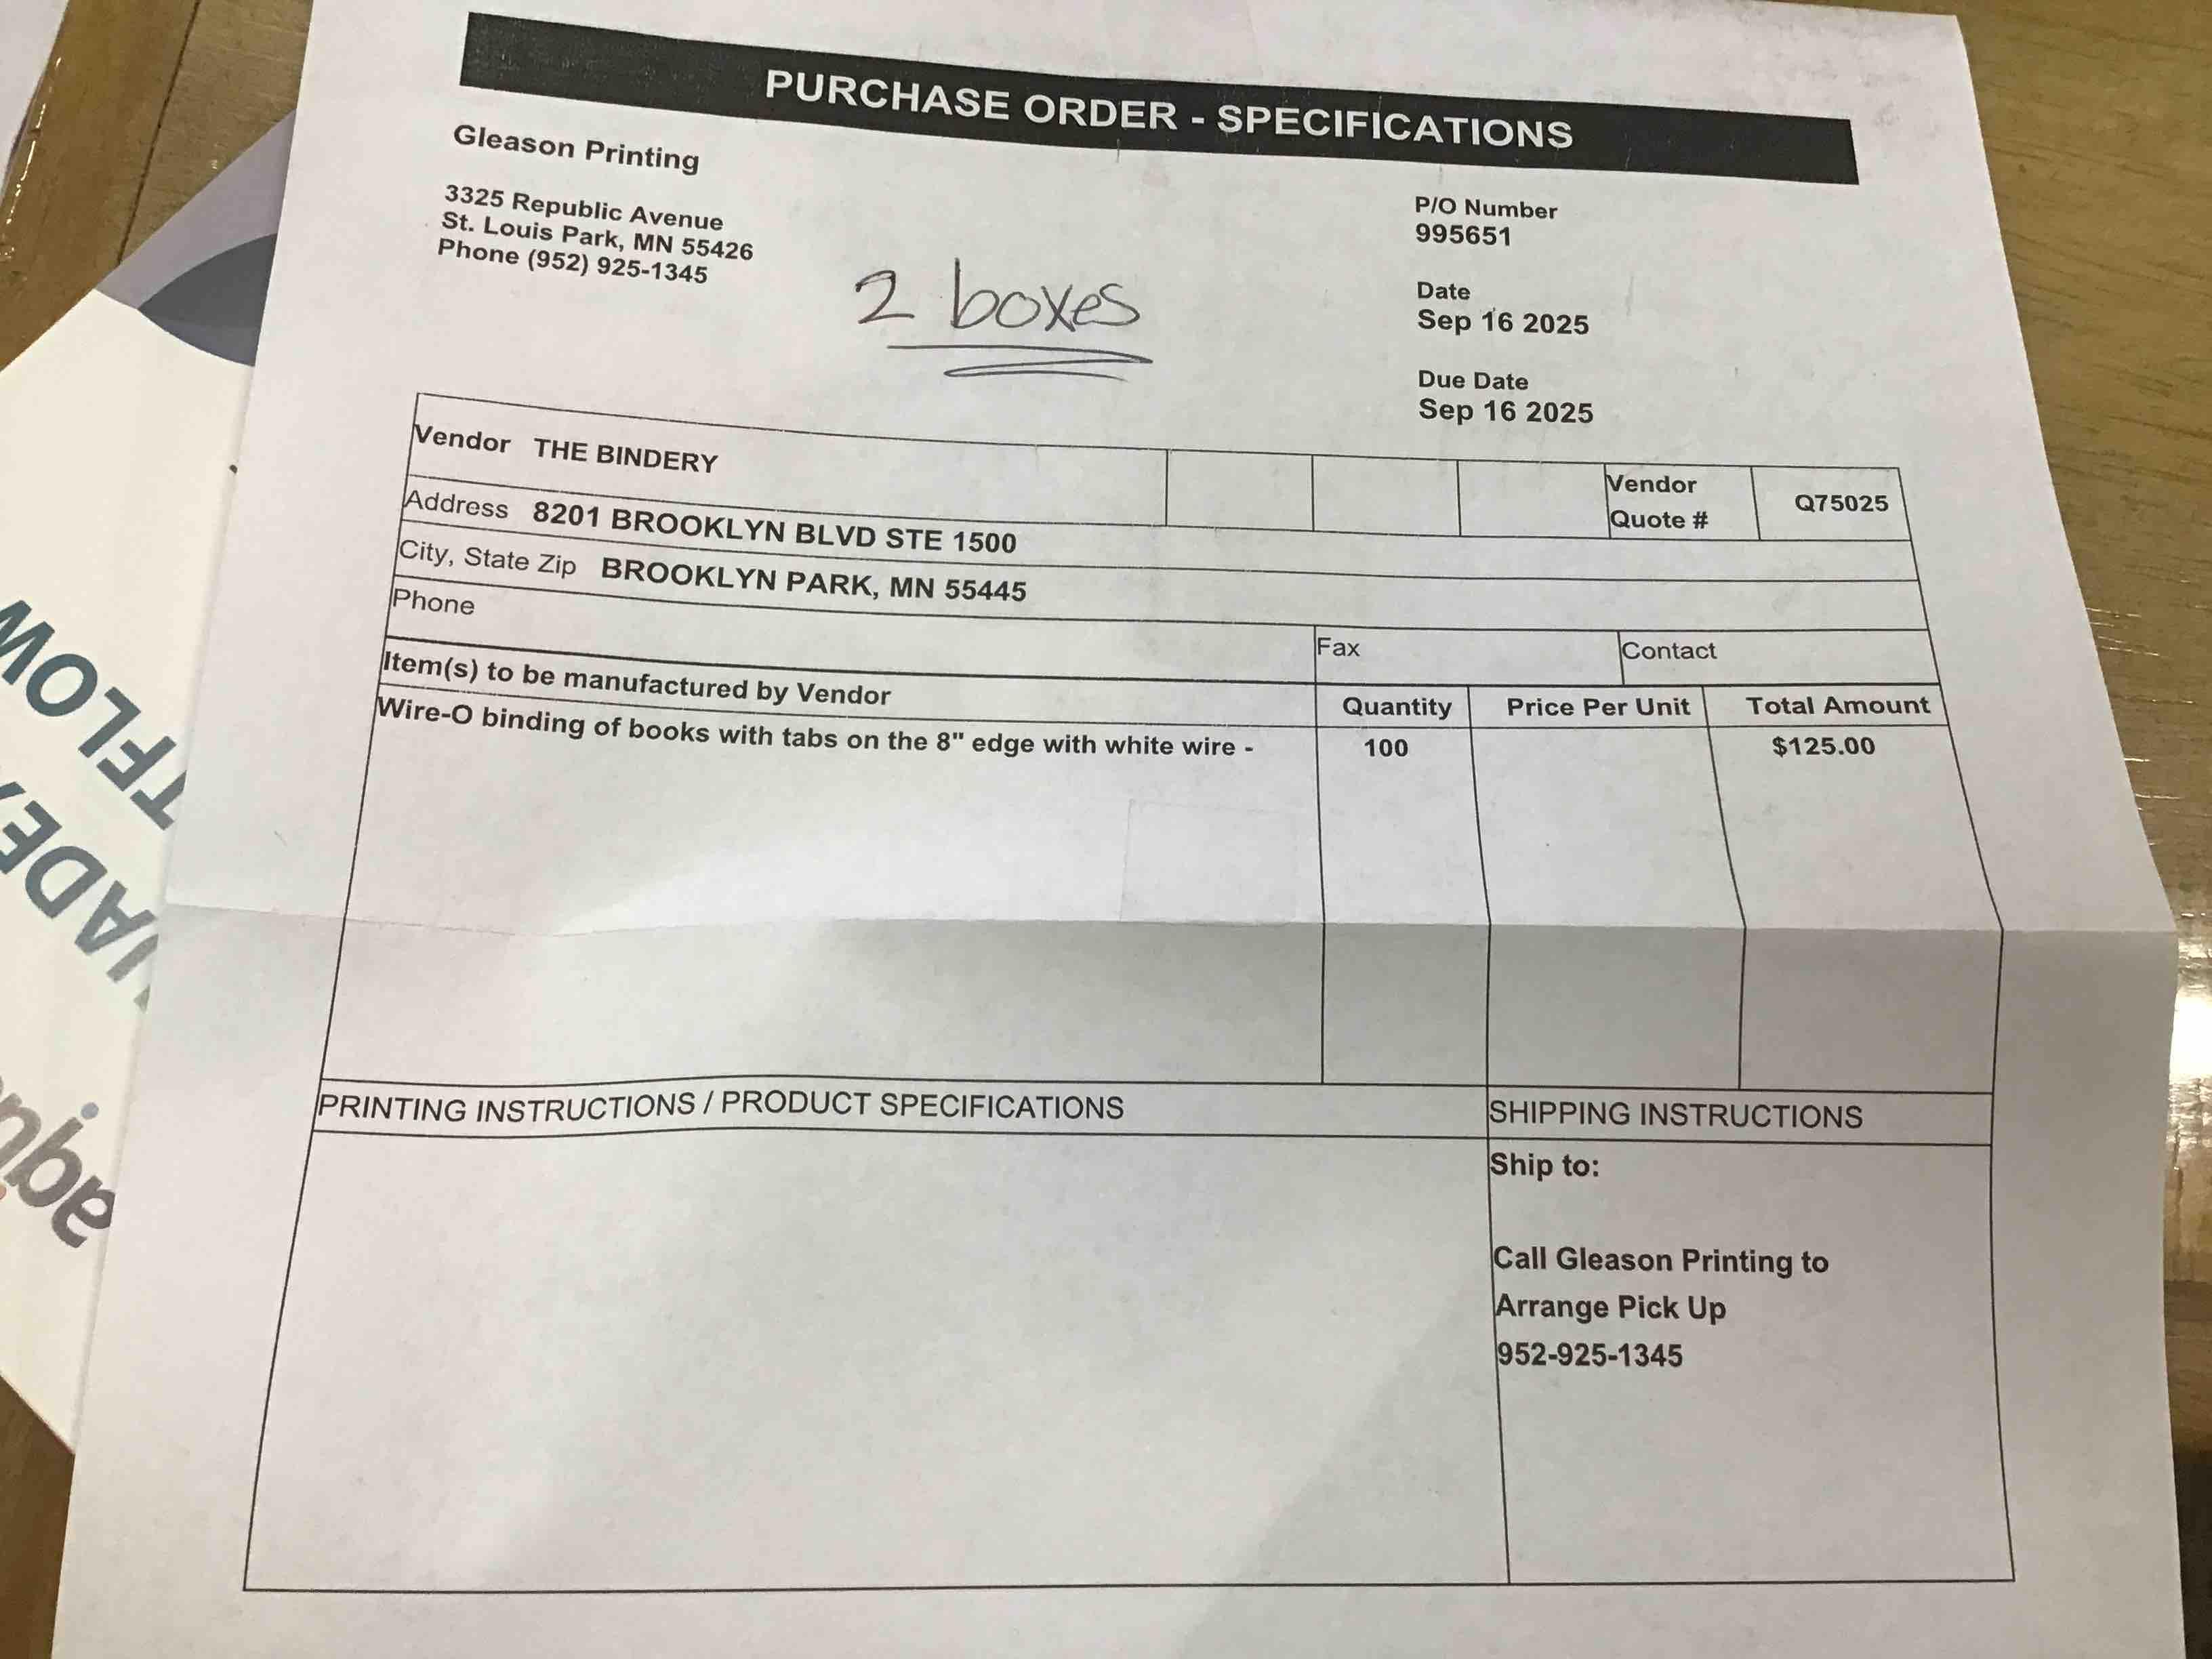 PURCHASE ORDER - SPECIFICATIONS
Gleason Printing
3325 Republic Avenue
St. Louis Park, MN 55426
Phone (952) 925-1345
2 boxes
P/O Number
995651
Date
Sep 16 2025
Due Date
Sep 16 2025
Vendor THE BINDERY
Vendor
Quote #
Q75025
Address 8201 BROOKLYN BLVD STE 1500
City, State Zip BROOKLYN PARK, MN 55445
Phone
Fax
Contact
Item(s) to be manufactured by Vendor
Quantity
Price Per Unit
Total Amount
Wire-O binding of books with tabs on the 8" edge with white wire -
100
$125.00
PRINTING INSTRUCTIONS / PRODUCT SPECIFICATIONS
SHIPPING INSTRUCTIONS
Ship to:
Call Gleason Printing to
Arrange Pick Up
952-925-1345
TFLOW